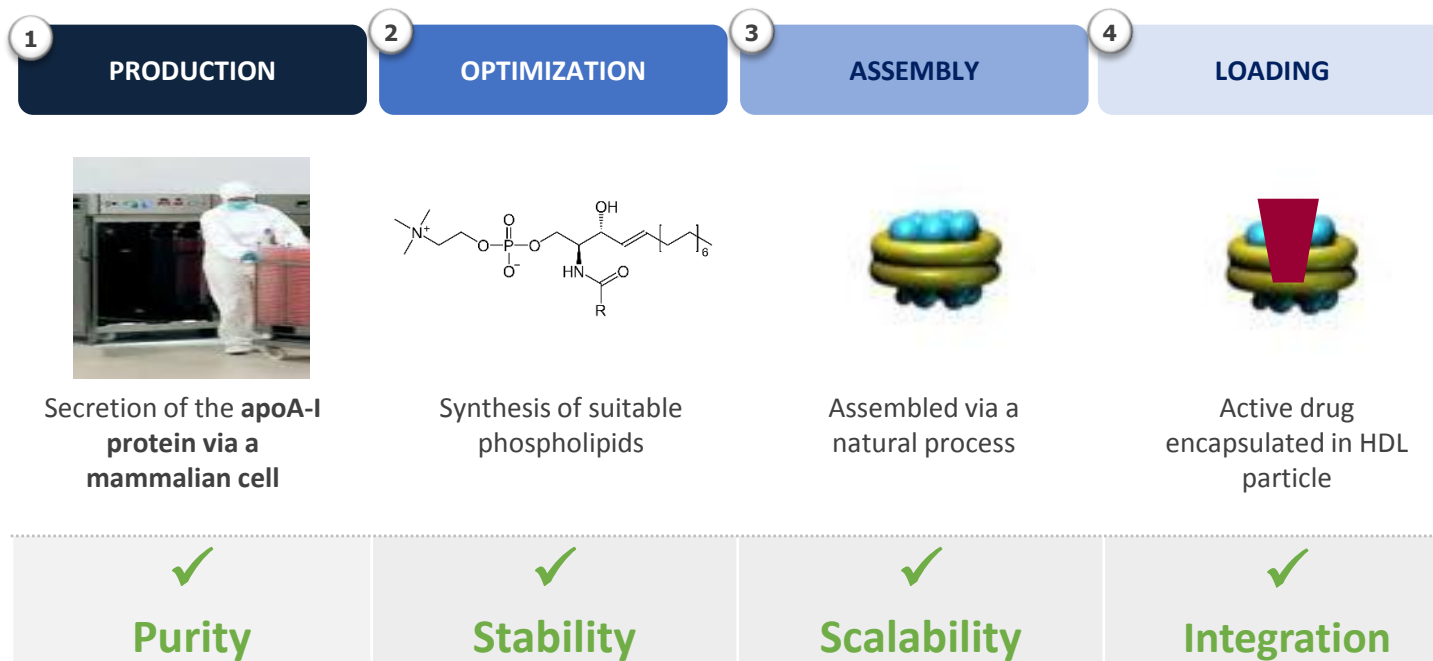 1
PRODUCTION
2
OPTIMIZATION
3
ASSEMBLY
4
LOADING
OH
N+
O
P
O
O
O-
HN
O
R
6
Secretion of the apoA-I
protein via a
mammalian cell
Synthesis of suitable
phospholipids
Assembled via a
natural process
Active drug
encapsulated in HDL
particle
✓
✓
✓
✓
Purity
Stability
Scalability
Integration